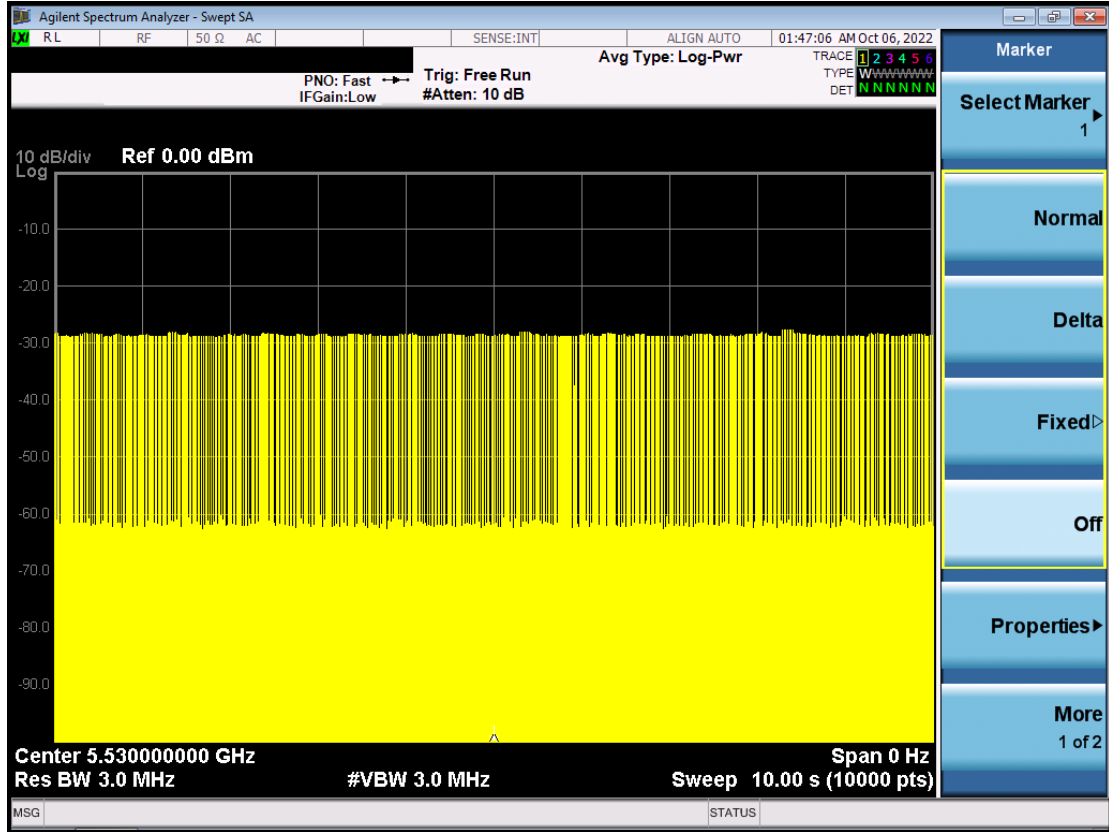 Agilent Spectrum Analyzer - Swept SA
LXI RL RF 50 Ω AC SENSE:INT ALIGN AUTO 01:47:06 AM Oct 06, 2022
PNO: Fast
IFGain:Low
Trig: Free Run
#Atten: 10 dB
Avg Type: Log-Pwr
TRACE 1 2 3 4 5 6
TYPE WWWWWW
DET N N N N N N
10 dB/div Ref 0.00 dBm
Log
-10.0
-20.0
-30.0
-40.0
-50.0
-60.0
-70.0
-80.0
-90.0
Center 5.530000000 GHz Span 0 Hz
Res BW 3.0 MHz #VBW 3.0 MHz Sweep 10.00 s (10000 pts)
MSG STATUS
Marker
Select Marker
1
Normal
Delta
Fixed
Off
Properties
More
1 of 2